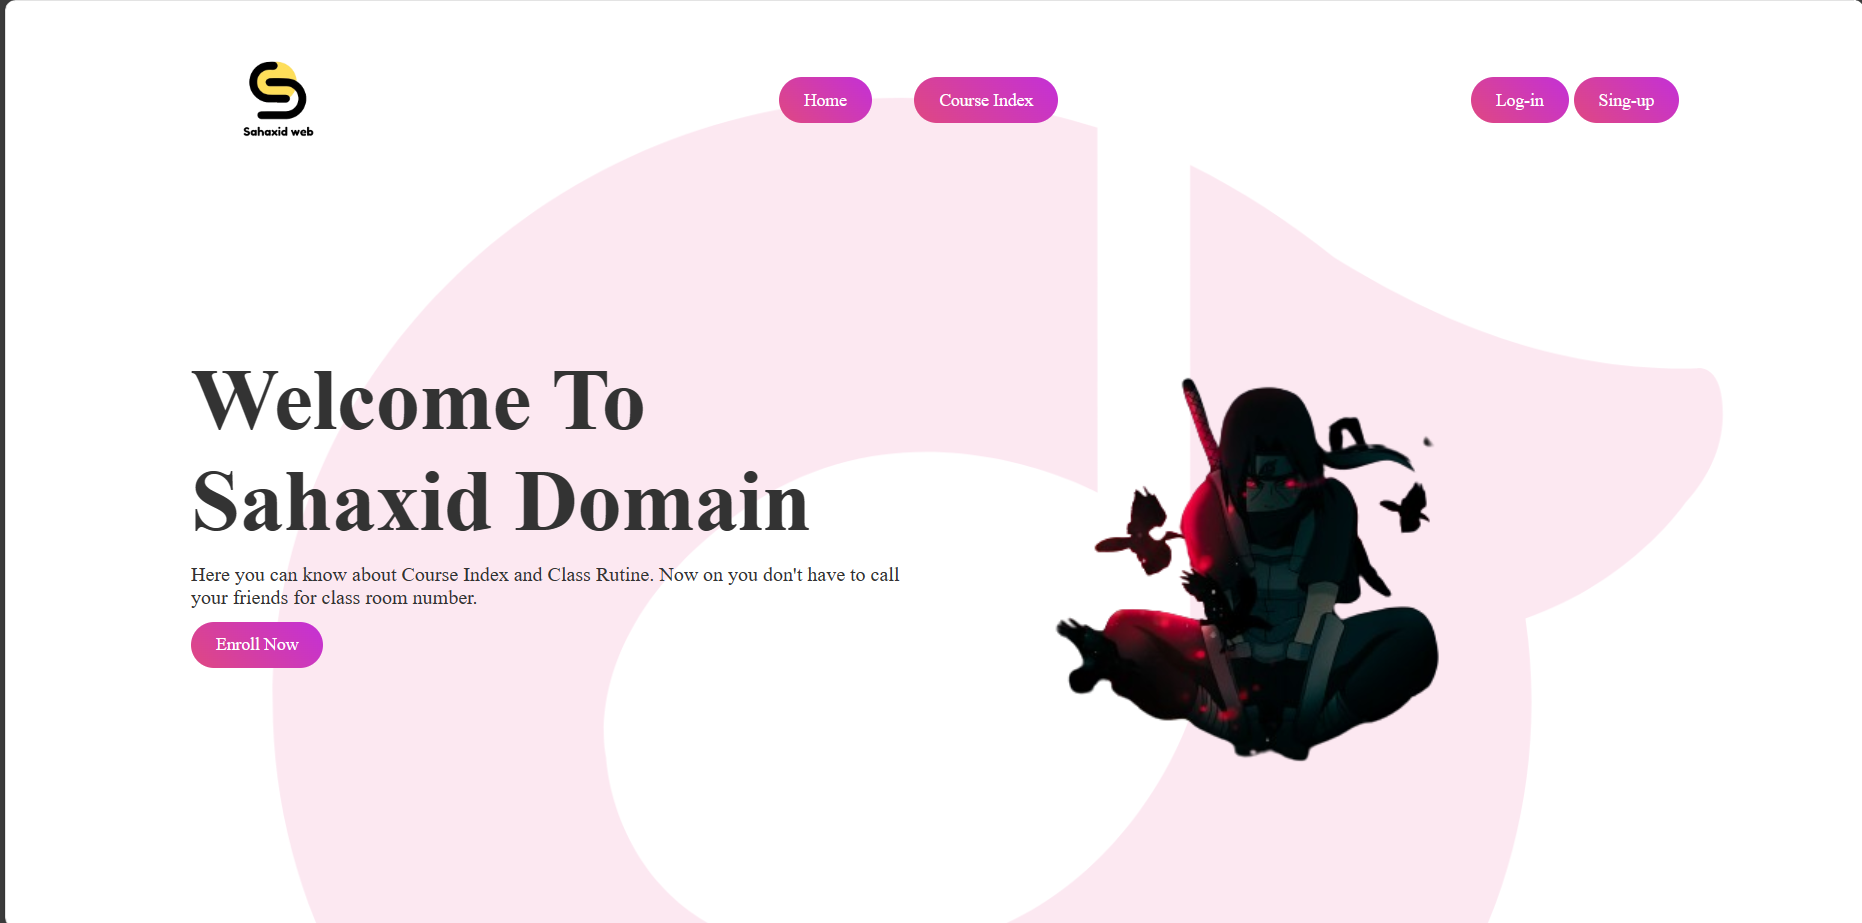 Sahaxid web
Home
Course Index
Log-in
Sing-up
Welcome To
Sahaxid Domain
Here you can know about Course Index and Class Rutine. Now on you don't have to call
your friends for class room number.
Enroll Now